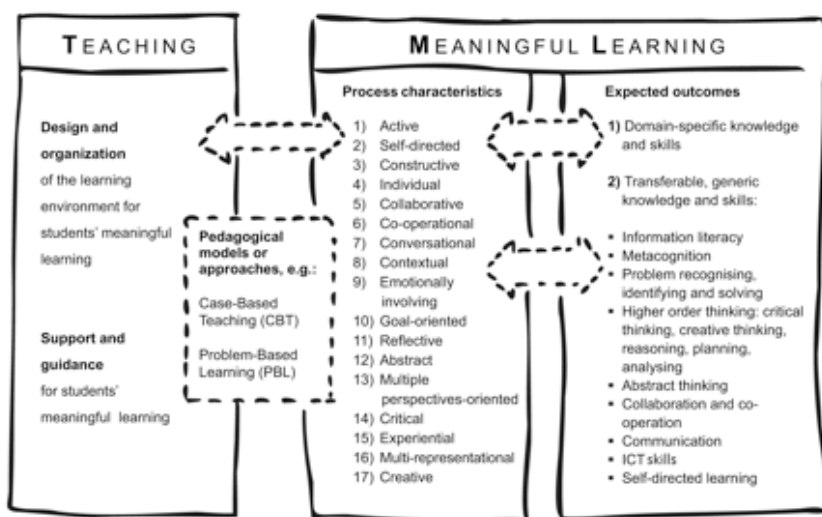 TEACHING
Design and
organization
of the learning
environment for
students' meaningful
learning
Support and
guidance
for students'
meaningful learning
Pedagogical
models or
approaches, e.g.:
Case-Based
Teaching (CBT)
Problem-Based
Learning (PBL)
MEANINGFUL LEARNING
Process characteristics
1) Active
2) Self-directed
3) Constructive
4) Individual
5) Collaborative
6) Co-operational
7) Conversational
8) Contextual
9) Emotionally
involving
10) Goal-oriented
11) Reflective
12) Abstract
13) Multiple
perspectives-oriented
14) Critical
15) Experiential
16) Multi-representational
17) Creative
Expected outcomes
1) Domain-specific knowledge
and skills
2) Transferable, generic
knowledge and skills:
▪ Information literacy
▪ Metacognition
▪ Problem recognising,
identifying and solving
▪ Higher order thinking: critical
thinking, creative thinking,
reasoning, planning,
analysing
▪ Abstract thinking
▪ Collaboration and co-
operation
▪ Communication
▪ ICT skills
▪ Self-directed learning